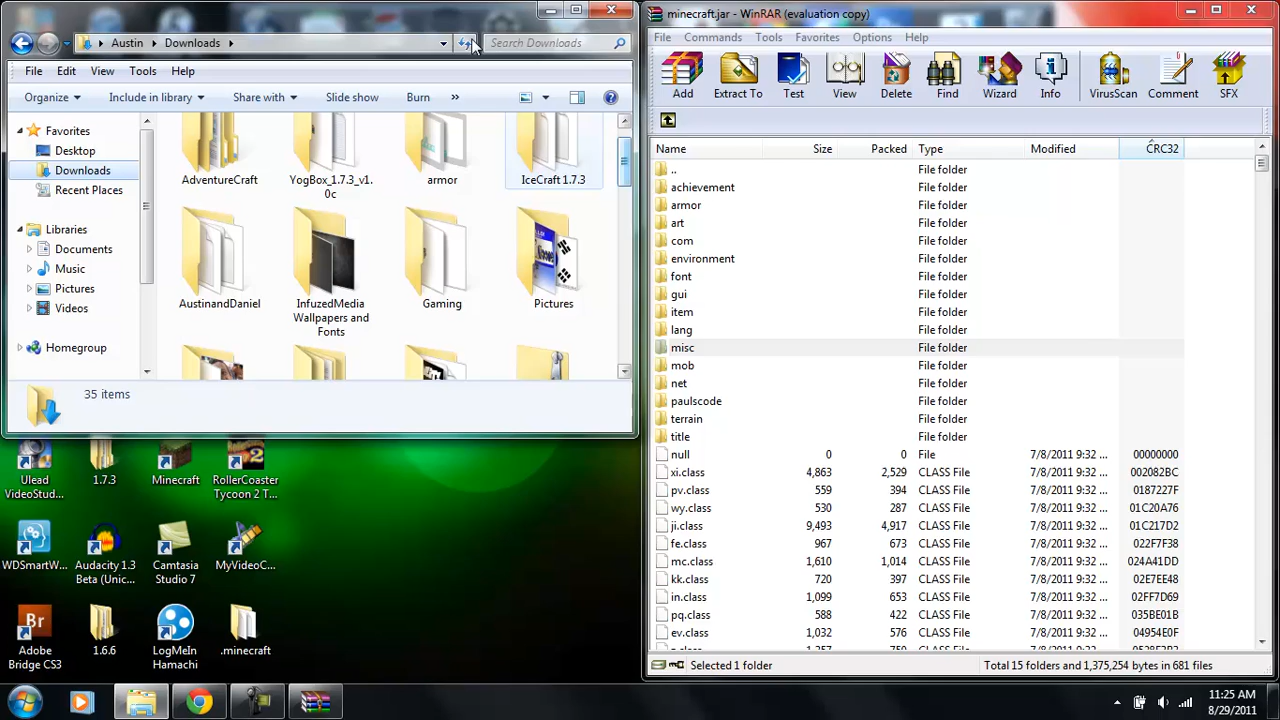 Austin Downloads
Search Downloads
File Edit View Tools Help
Organize Include in library Share with Slide show Burn »
Favorites
Desktop
Downloads
Recent Places
Libraries
Documents
Music
Pictures
Videos
Homegroup
AdventureCraft
YogBox_1.7.3_v1.
0c
armor
IceCraft 1.7.3
AustinandDaniel
InfuzedMedia
Wallpapers and
Fonts
Gaming
Pictures
35 items
Ulead
VideoStud...
1.7.3
Minecraft
RollerCoaster
Tycoon 2 T...
WDSmartW...
Audacity 1.3
Beta (Unic...
Camtasia
Studio 7
MyVideoC...
Adobe
Bridge CS3
1.6.6
LogMeIn
Hamachi
.minecraft
minecraft.jar - WinRAR (evaluation copy)
File Commands Tools Favorites Options Help
Add Extract To Test View Delete Find Wizard Info VirusScan Comment SFX
Name Size Packed Type Modified CRC32
.. File folder
achievement File folder
armor File folder
art File folder
com File folder
environment File folder
font File folder
gui File folder
item File folder
lang File folder
misc File folder
mob File folder
net File folder
paulscode File folder
terrain File folder
title File folder
null 0 0 File 7/8/2011 9:32 ... 00000000
xi.class 4,863 2,529 CLASS File 7/8/2011 9:32 ... 002082BC
pv.class 559 394 CLASS File 7/8/2011 9:32 ... 0187227F
wy.class 530 287 CLASS File 7/8/2011 9:32 ... 01C20A76
ji.class 9,493 4,917 CLASS File 7/8/2011 9:32 ... 01C217D2
fe.class 967 673 CLASS File 7/8/2011 9:32 ... 022F7F38
mc.class 1,610 1,014 CLASS File 7/8/2011 9:32 ... 024A41DD
kk.class 720 397 CLASS File 7/8/2011 9:32 ... 02E7EE48
in.class 1,099 653 CLASS File 7/8/2011 9:32 ... 02FF7D69
pq.class 588 422 CLASS File 7/8/2011 9:32 ... 035BE01B
ev.class 1,032 576 CLASS File 7/8/2011 9:32 ... 04954E0F
Selected 1 folder
Total 15 folders and 1,375,254 bytes in 681 files
11:25 AM
8/29/2011